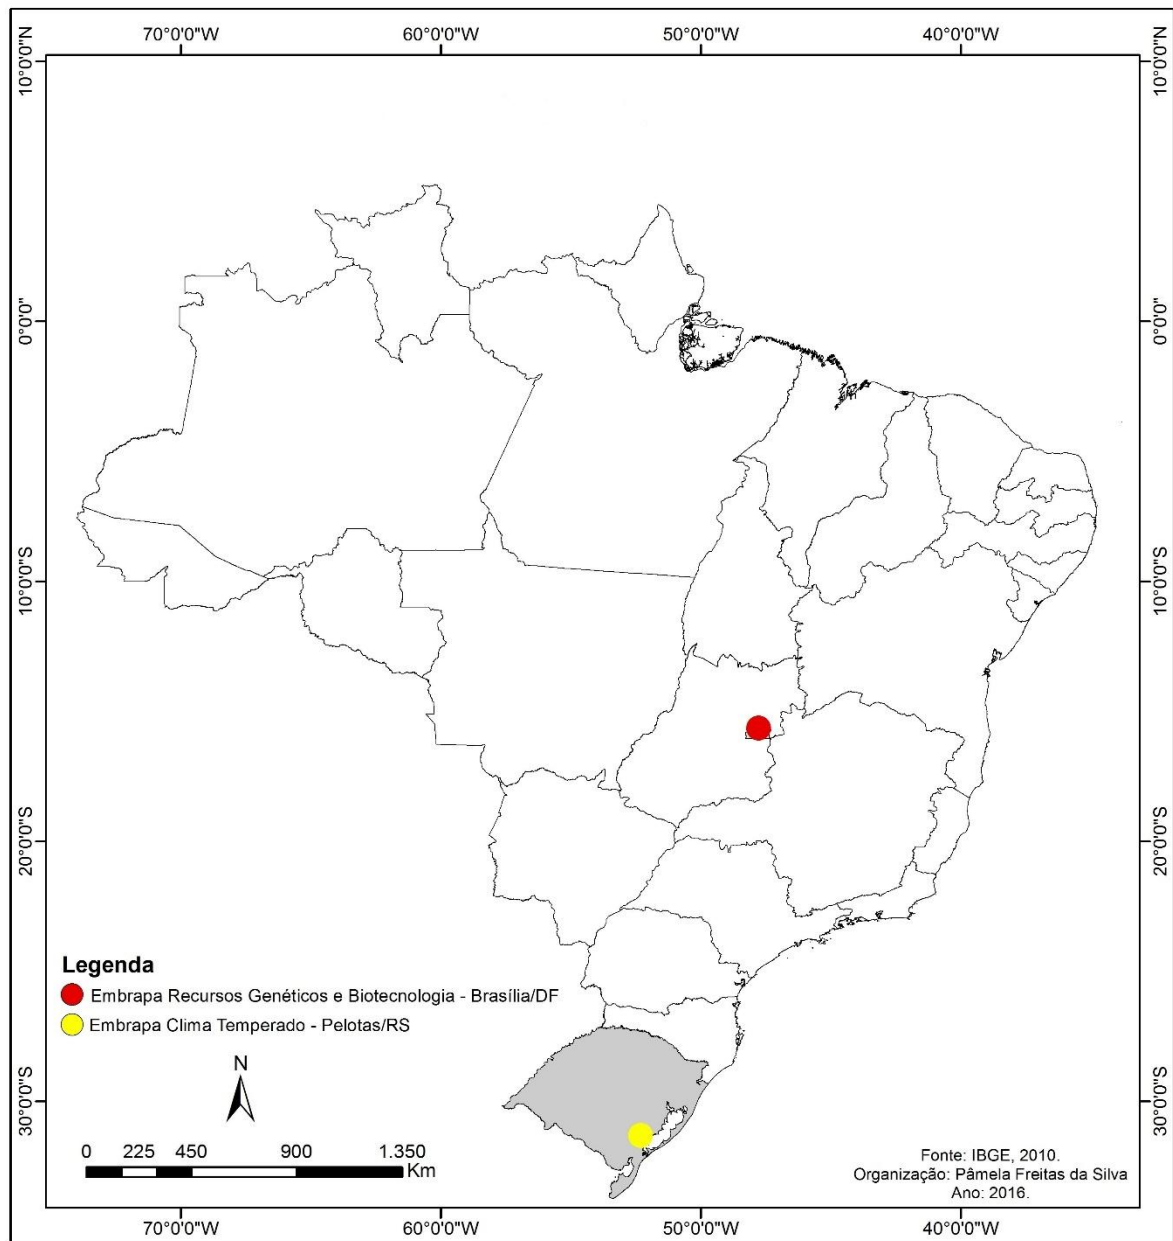 70°0'0"W 60°0'0"W 50°0'0"W 40°0'0"W
10°0'0"N 10°0'0"N
0°0'0" 0°0'0"
10°0'0"S 10°0'0"S
20°0'0"S 20°0'0"S
30°0'0"S 30°0'0"S
Legenda
Embrapa Recursos Genéticos e Biotecnologia - Brasília/DF
Embrapa Clima Temperado - Pelotas/RS
N
0 225 450 900 1.350
Km
Fonte: IBGE, 2010.
Organização: Pâmela Freitas da Silva
Ano: 2016.
70°0'0"W 60°0'0"W 50°0'0"W 40°0'0"W